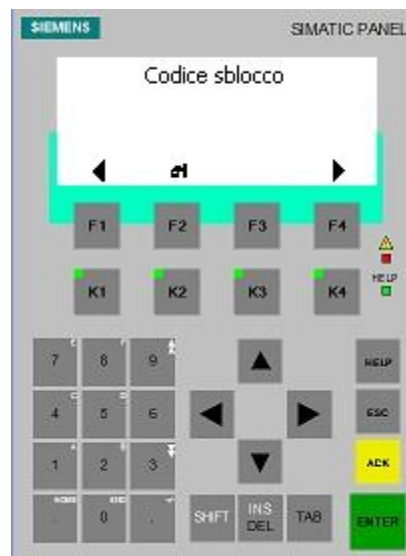 SIEMENS SIMATIC PANEL
Codice sblocco
F1 F2 F3 F4
HELP
K1 K2 K3 K4
7 8 9
HELP
4 5 6
ESC
1 2 3
ACK
. 0
SHIFT INS DEL TAB
ENTER